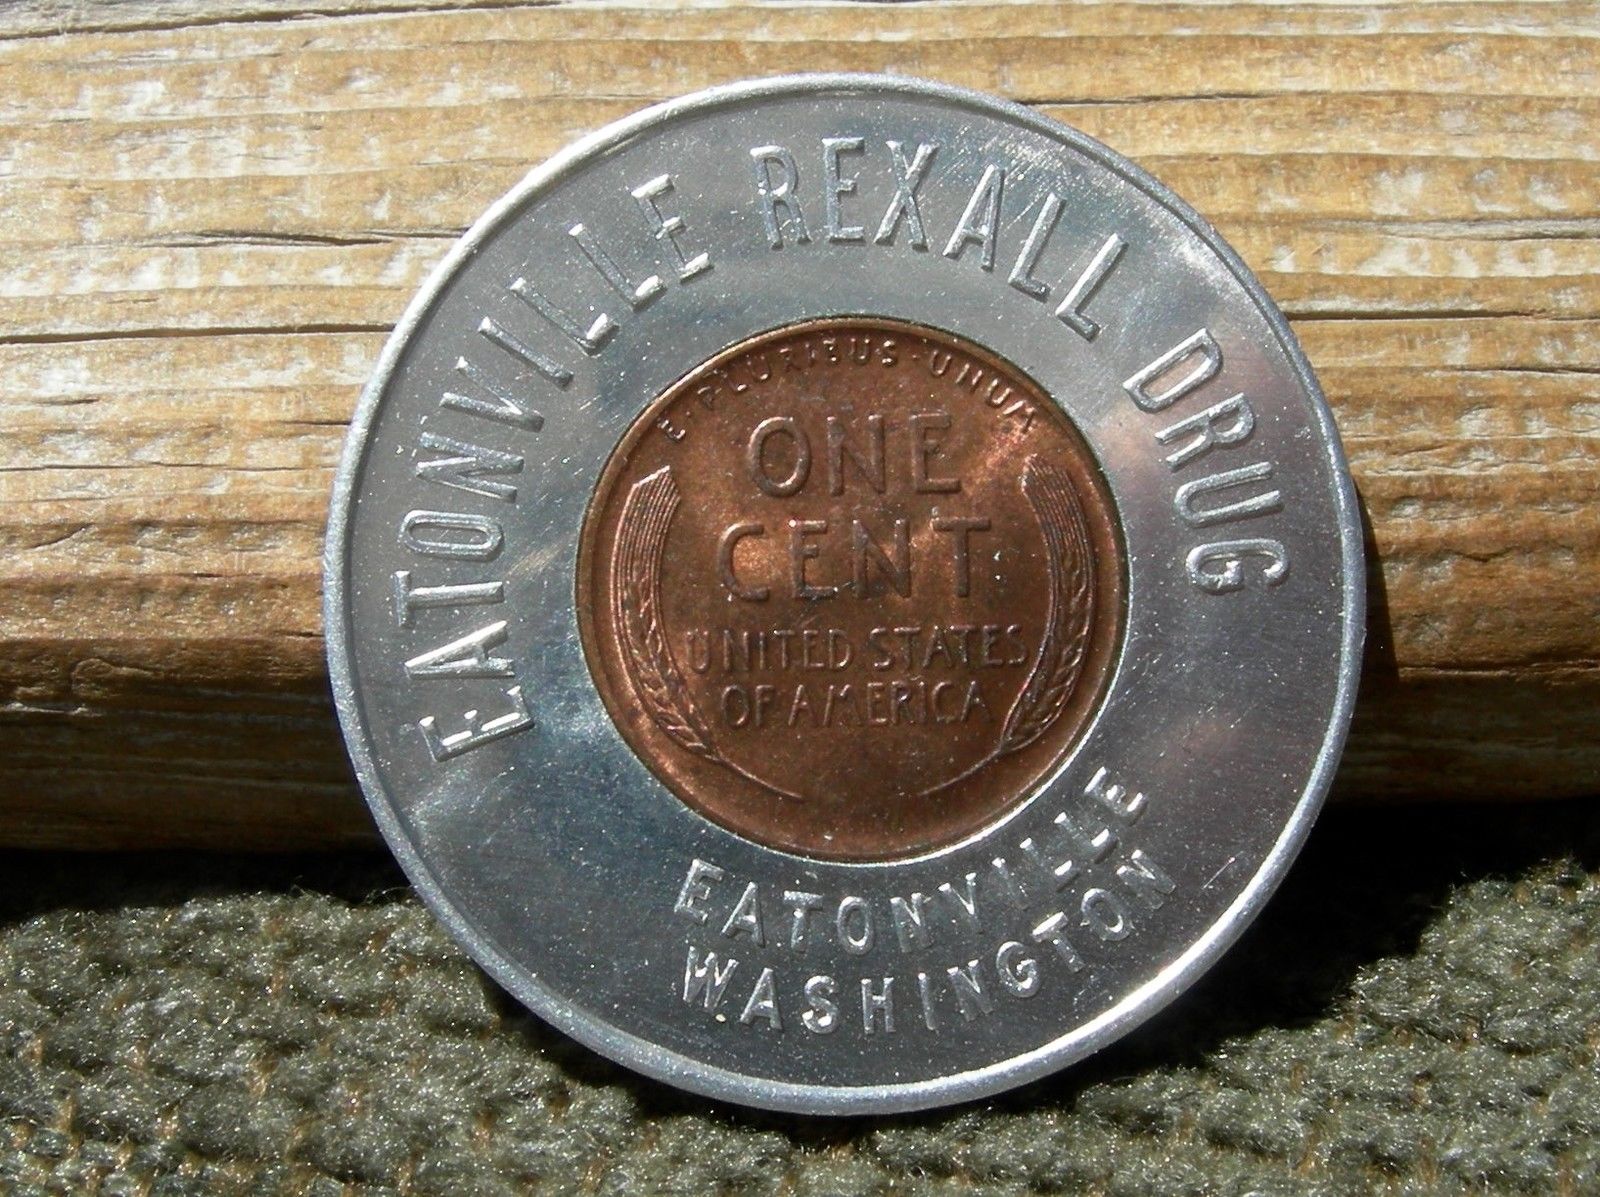 EATONVILLE REXALL DRUG
E · PLURIBUS · UNUM
ONE
CENT
UNITED STATES
OF AMERICA
EATONVILLE
WASHINGTON